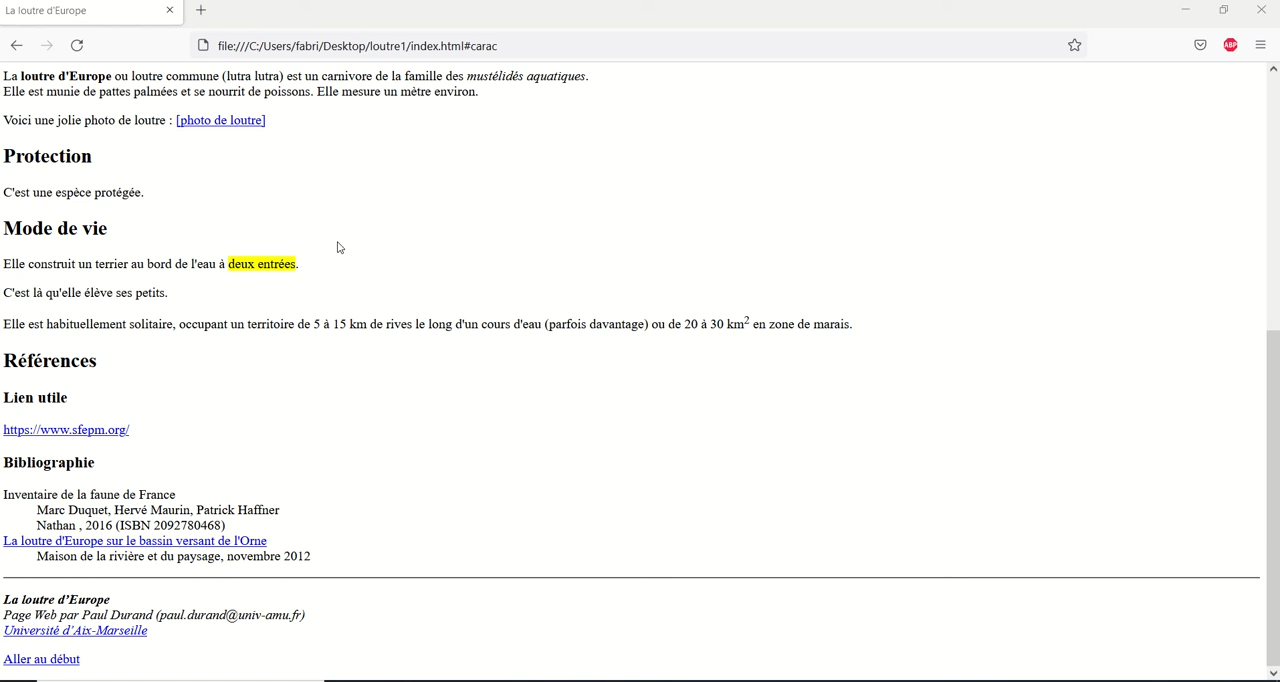 La loutre d'Europe
file:///C:/Users/fabri/Desktop/loutre1/index.html#carac
ABP
La loutre d'Europe ou loutre commune (lutra lutra) est un carnivore de la famille des mustélidés aquatiques.
Elle est munie de pattes palmées et se nourrit de poissons. Elle mesure un mètre environ.
Voici une jolie photo de loutre : [photo de loutre]
Protection
C'est une espèce protégée.
Mode de vie
Elle construit un terrier au bord de l'eau à deux entrées.
C'est là qu'elle élève ses petits.
Elle est habituellement solitaire, occupant un territoire de 5 à 15 km de rives le long d'un cours d'eau (parfois davantage) ou de 20 à 30 km² en zone de marais.
Références
Lien utile
https://www.sfepm.org/
Bibliographie
Inventaire de la faune de France
Marc Duquet, Hervé Maurin, Patrick Haffner
Nathan , 2016 (ISBN 2092780468)
La loutre d'Europe sur le bassin versant de l'Orne
Maison de la rivière et du paysage, novembre 2012
La loutre d’Europe
Page Web par Paul Durand (paul.durand@univ-amu.fr)
Université d’Aix-Marseille
Aller au début